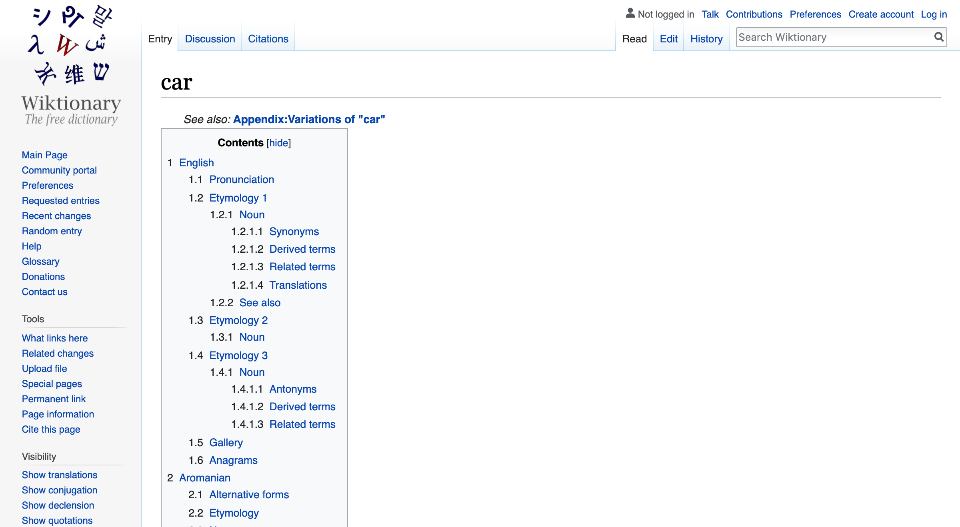 Not logged in Talk Contributions Preferences Create account Log in
Entry Discussion Citations Read Edit History Search Wiktionary
Wiktionary
The free dictionary
Main Page
Community portal
Preferences
Requested entries
Recent changes
Random entry
Help
Glossary
Donations
Contact us
Tools
What links here
Related changes
Upload file
Special pages
Permanent link
Page information
Cite this page
Visibility
Show translations
Show conjugation
Show declension
Show quotations
car
See also: Appendix:Variations of "car"
Contents [hide]
1 English
1.1 Pronunciation
1.2 Etymology 1
1.2.1 Noun
1.2.1.1 Synonyms
1.2.1.2 Derived terms
1.2.1.3 Related terms
1.2.1.4 Translations
1.2.2 See also
1.3 Etymology 2
1.3.1 Noun
1.4 Etymology 3
1.4.1 Noun
1.4.1.1 Antonyms
1.4.1.2 Derived terms
1.4.1.3 Related terms
1.5 Gallery
1.6 Anagrams
2 Aromanian
2.1 Alternative forms
2.2 Etymology